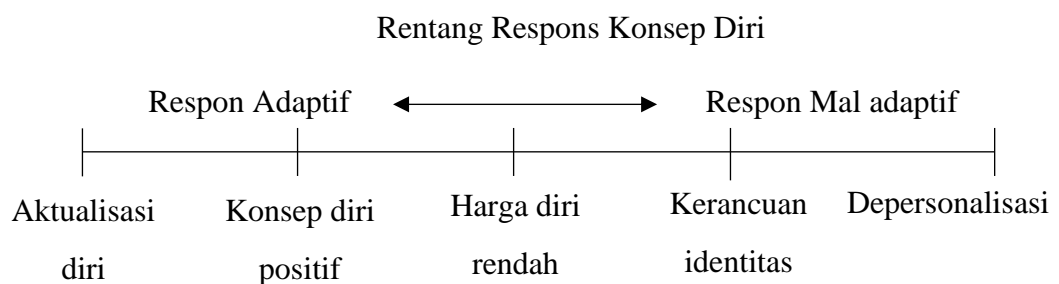 Rentang Respons Konsep Diri
Respon Adaptif
Respon Mal adaptif
Aktualisasi
diri
Konsep diri
positif
Harga diri
rendah
Kerancuan
identitas
Depersonalisasi